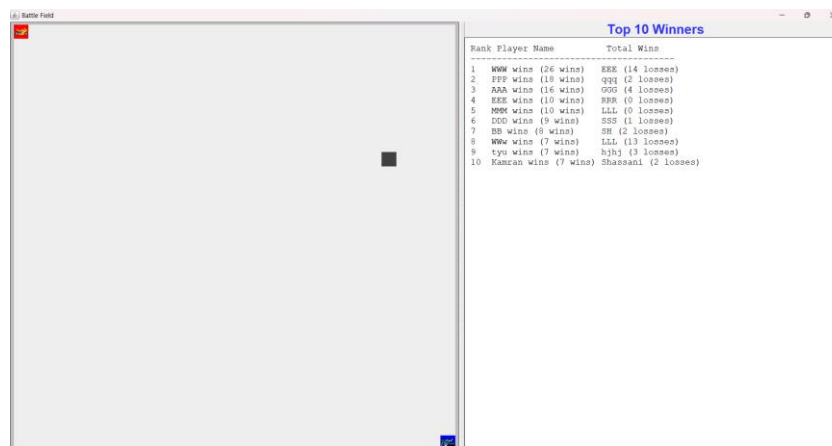 Battle Field
Top 10 Winners
Rank Player Name Total Wins
----------------------------------------
1 WWW wins (26 wins) EEE (14 losses)
2 PPP wins (18 wins) qqq (2 losses)
3 AAA wins (16 wins) GGG (4 losses)
4 EEE wins (10 wins) RRR (0 losses)
5 MMM wins (10 wins) LLL (0 losses)
6 DDD wins (9 wins) SSS (1 losses)
7 BB wins (8 wins) SH (2 losses)
8 WWw wins (7 wins) LLL (13 losses)
9 tyu wins (7 wins) hjhj (3 losses)
10 Kamran wins (7 wins) Shassani (2 losses)